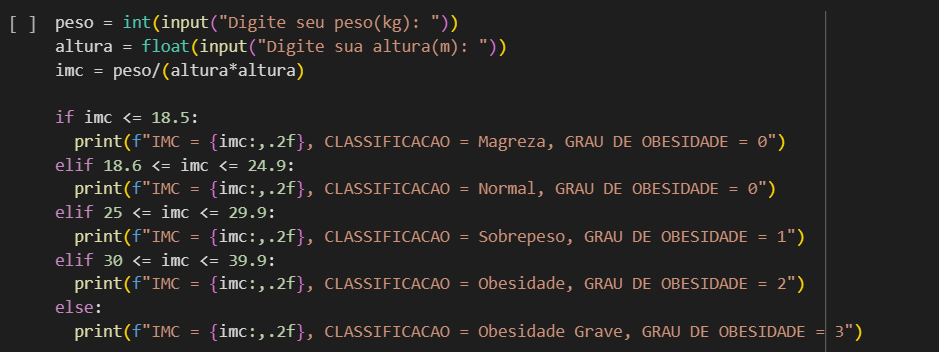 [ ] peso = int(input("Digite seu peso(kg): "))
altura = float(input("Digite sua altura(m): "))
imc = peso/(altura*altura)
if imc <= 18.5:
print(f"IMC = {imc:,.2f}, CLASSIFICACAO = Magreza, GRAU DE OBESIDADE = 0")
elif 18.6 <= imc <= 24.9:
print(f"IMC = {imc:,.2f}, CLASSIFICACAO = Normal, GRAU DE OBESIDADE = 0")
elif 25 <= imc <= 29.9:
print(f"IMC = {imc:,.2f}, CLASSIFICACAO = Sobrepeso, GRAU DE OBESIDADE = 1")
elif 30 <= imc <= 39.9:
print(f"IMC = {imc:,.2f}, CLASSIFICACAO = Obesidade, GRAU DE OBESIDADE = 2")
else:
print(f"IMC = {imc:,.2f}, CLASSIFICACAO = Obesidade Grave, GRAU DE OBESIDADE = 3")